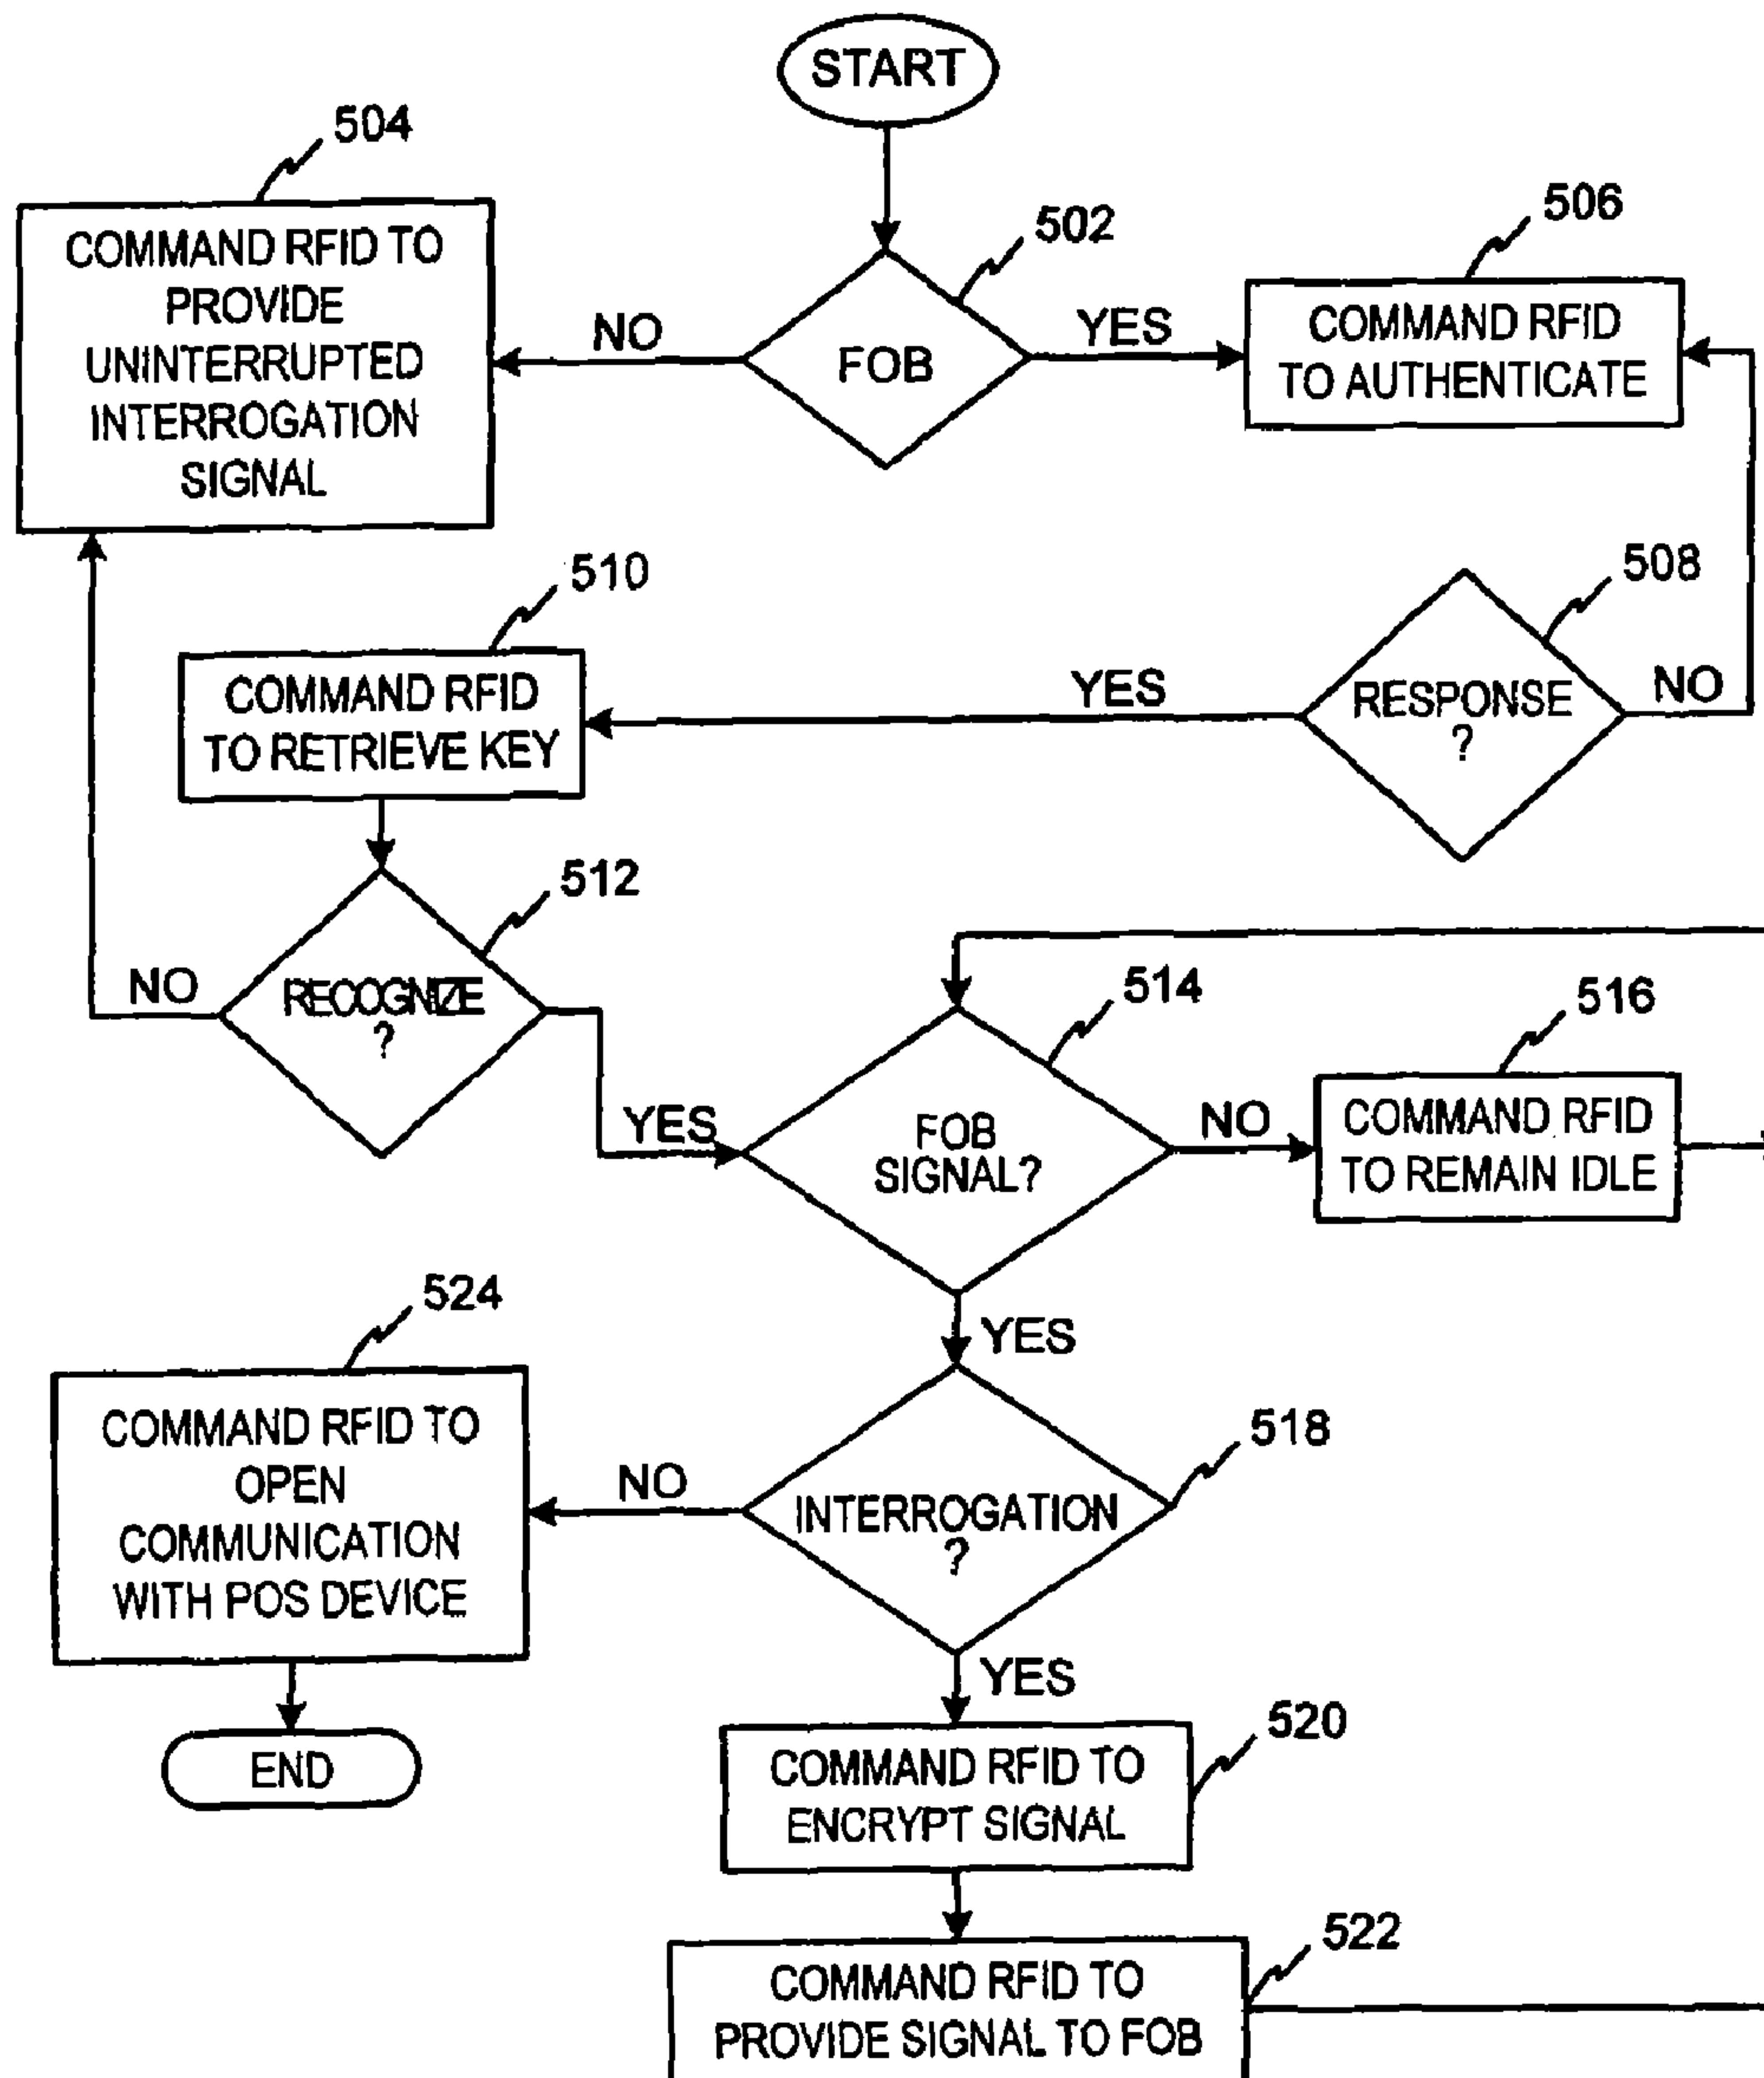 START
504
502
506
COMMAND RFID TO
PROVIDE
UNINTERRUPTED
INTERROGATION
SIGNAL
NO
FOB
YES
COMMAND RFID
TO AUTHENTICATE
510
508
COMMAND RFID
TO RETRIEVE KEY
YES
RESPONSE
?
NO
512
NO
RECOGNIZE
?
YES
514
516
FOB
SIGNAL?
NO
COMMAND RFID
TO REMAIN IDLE
524
YES
COMMAND RFID TO
OPEN
COMMUNICATION
WITH POS DEVICE
NO
INTERROGATION
?
518
YES
END
520
COMMAND RFID TO
ENCRYPT SIGNAL
522
COMMAND RFID TO
PROVIDE SIGNAL TO FOB